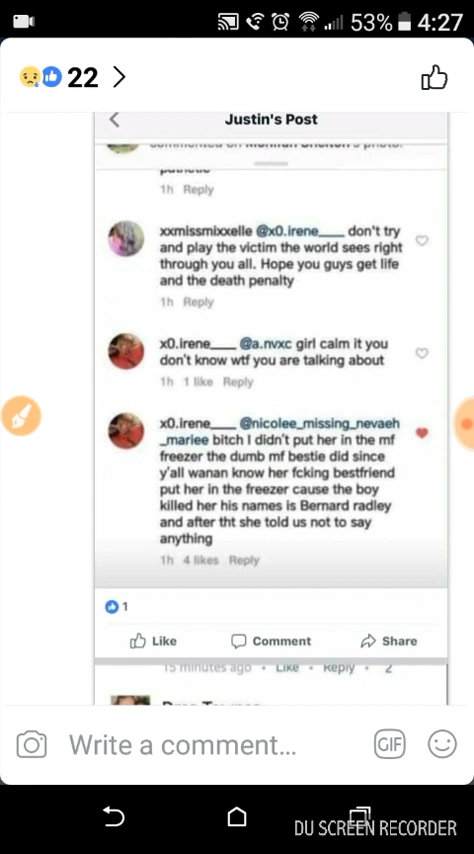 53% 4:27
22
Justin's Post
1h Reply
xxmissmixxelle @x0.irene___ don't try
and play the victim the world sees right
through you all. Hope you guys get life
and the death penalty
1h Reply
x0.irene___ @a.nvxc girl calm it you
don't know wtf you are talking about
1h 1 like Reply
x0.irene___ @nicolee_missing_nevaeh
_mariee bitch I didn't put her in the mf
freezer the dumb mf bestie did since
y'all wanan know her fcking bestfriend
put her in the freezer cause the boy
killed her his names is Bernard radley
and after tht she told us not to say
anything
1h 4 likes Reply
1
Like Comment Share
15 minutes ago · Like · Reply · 2
Write a comment...
GIF
DU SCREEN RECORDER